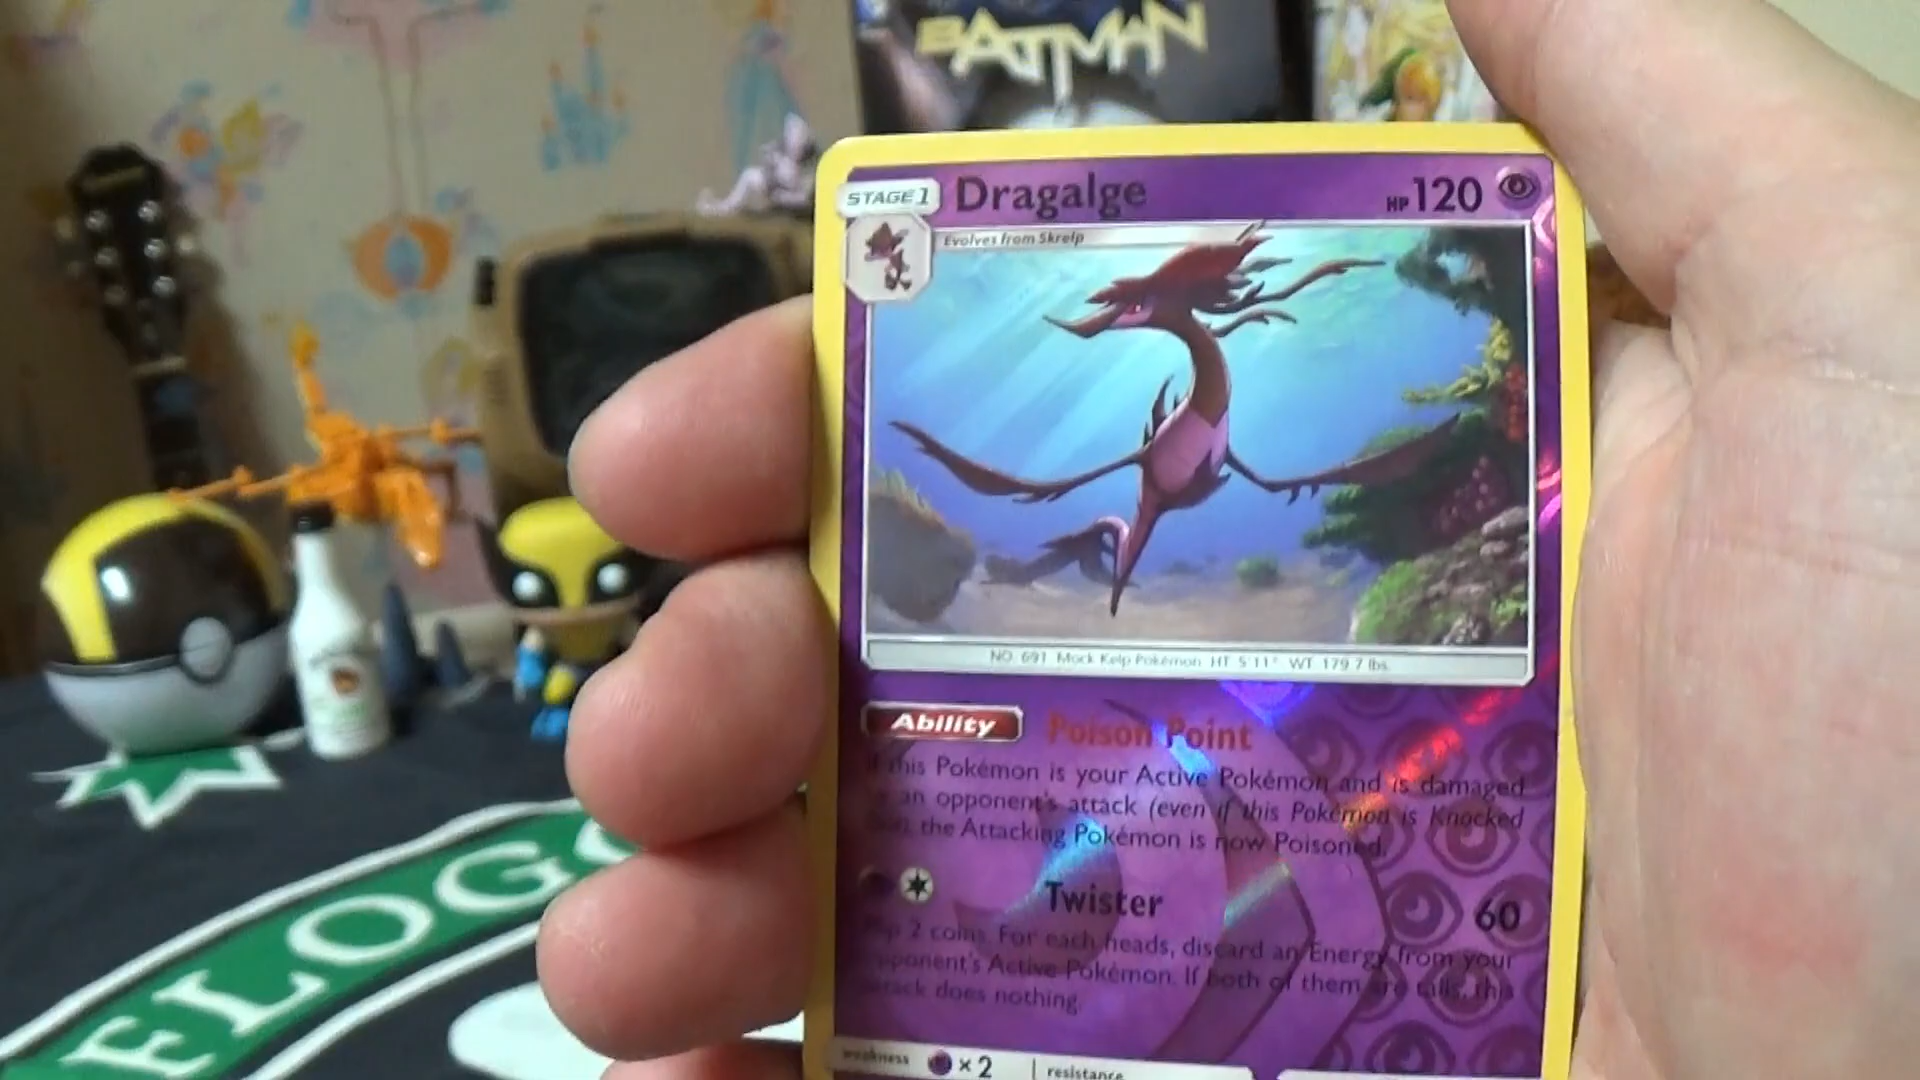 BATMAN
STAGE 1 Dragalge HP 120
Evolves from Skrelp
NO. 691 Mock Kelp Pokémon HT 5'11" WT 179.7 lbs.
Ability Poison Point
this Pokémon is your Active Pokémon and is damaged
an opponent's attack (even if this Pokémon is Knocked
the Attacking Pokémon is now Poisoned.
Twister 60
2 coins. For each heads, discard an Energy from your
opponent's Active Pokémon. If both of them are tails, this
attack does nothing.
weakness × 2 resistance
ELOG